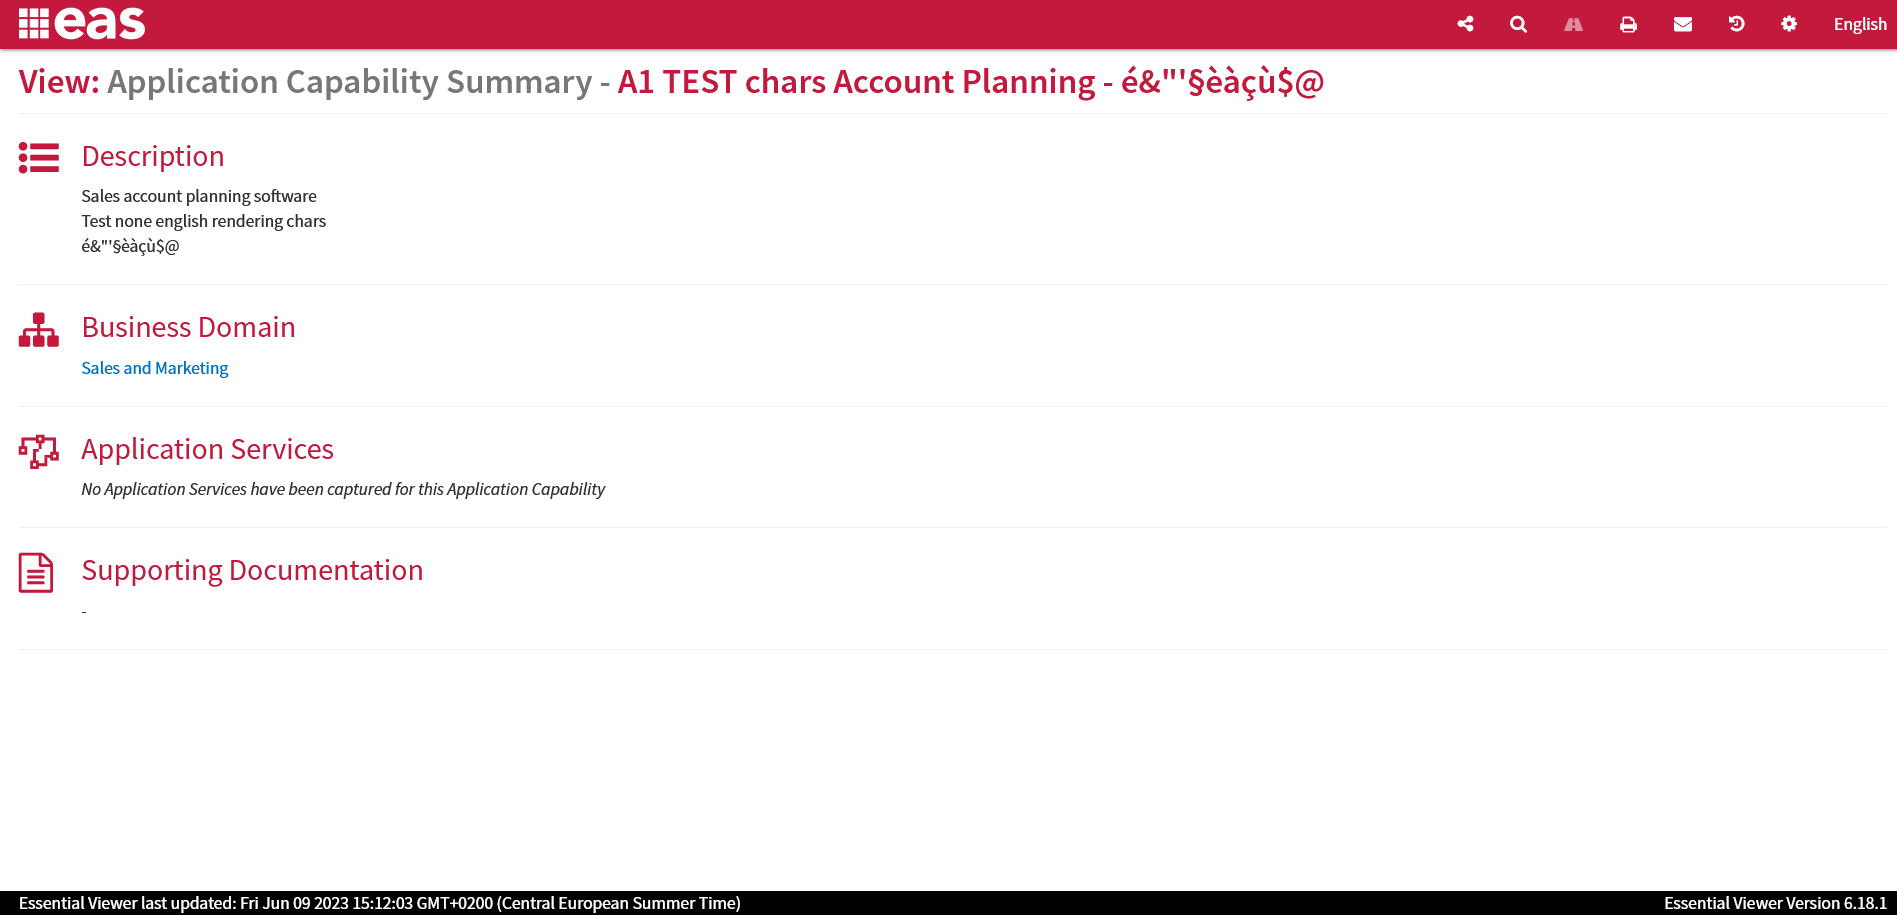 eas
English
View: Application Capability Summary - A1 TEST chars Account Planning - é&"'§èàçù$@
Description
Sales account planning software
Test none english rendering chars
é&"'§èàçù$@
Business Domain
Sales and Marketing
Application Services
No Application Services have been captured for this Application Capability
Supporting Documentation
-
Essential Viewer last updated: Fri Jun 09 2023 15:12:03 GMT+0200 (Central European Summer Time)
Essential Viewer Version 6.18.1